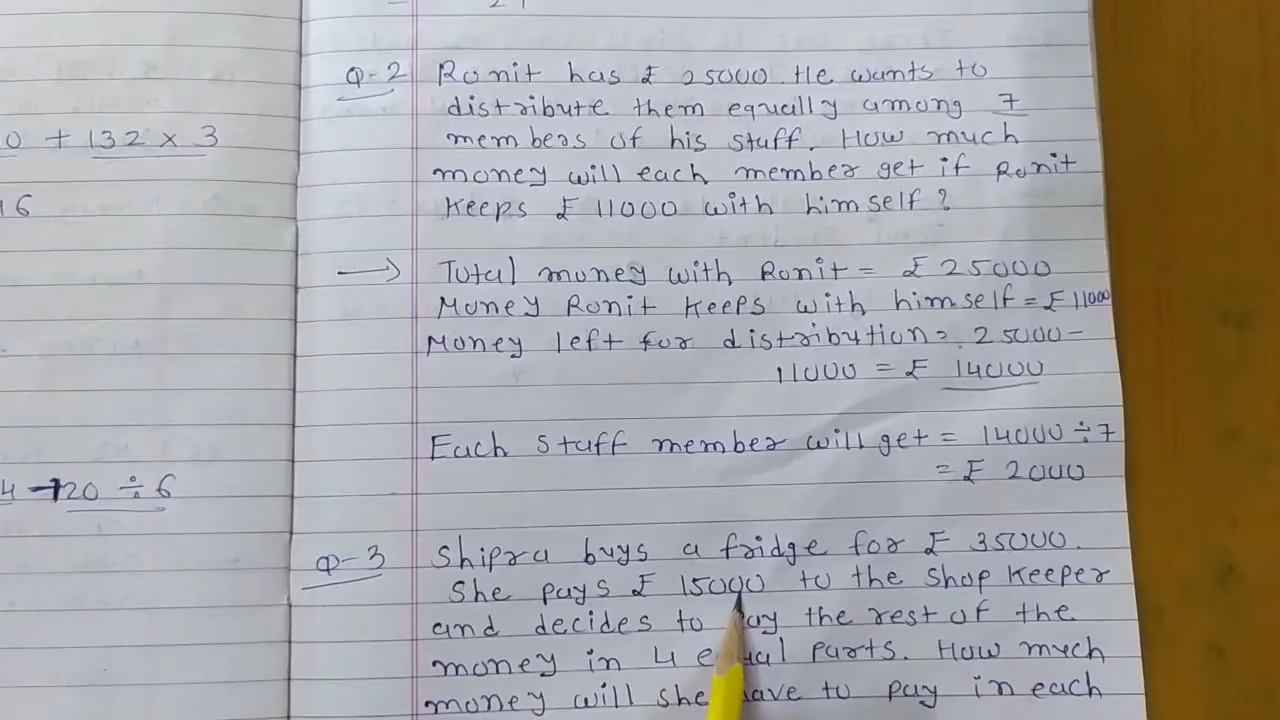 0 + 132 × 3
16
4 - 120 ÷ 6
Q-2 Ronit has ₹ 25000. He wants to
distribute them equally among 7
members of his stuff. How much
money will each member get if Ronit
keeps ₹ 11000 with himself?
→ Total money with Ronit = ₹ 25000
Money Ronit keeps with himself = ₹ 11000
Money left for distribution = 25000 -
11000 = ₹ 14000
Each stuff member will get = 14000 ÷ 7
= ₹ 2000
Q-3 Shipra buys a fridge for ₹ 35000.
She pays ₹ 15000 to the shop keeper
and decides to pay the rest of the
money in 4 equal parts. How much
money will she have to pay in each